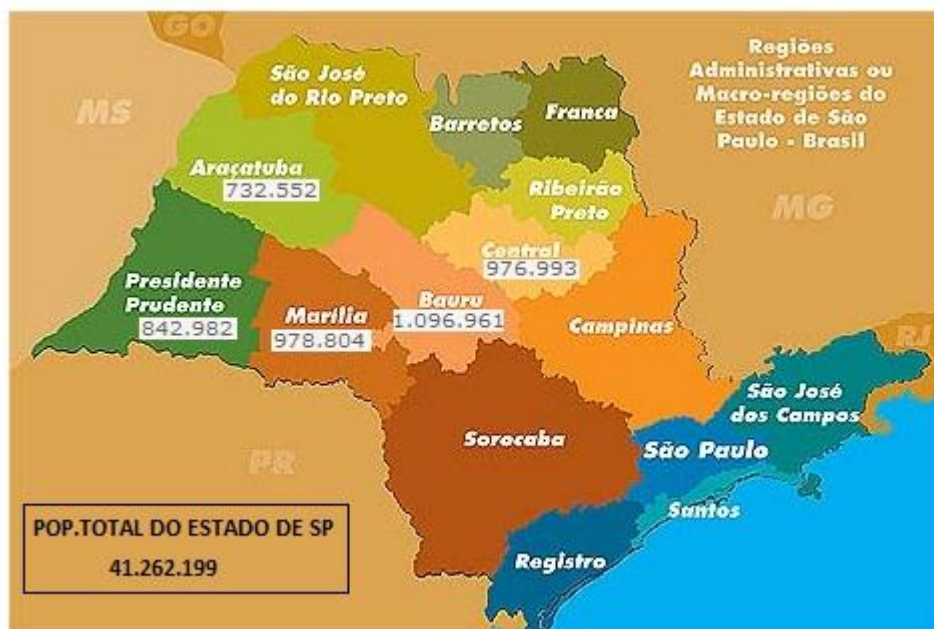 GO
São José
do Rio Preto
Regiões
Administrativas ou
Macro-regiões do
Estado de São
Paulo - Brasil
MS
Barretos
Franca
Araçatuba
732.552
Ribeirão
Preto
MG
Central
976.993
Presidente
Prudente
842.982
Marília
978.804
Bauru
1.096.961
Campinas
RJ
São José
dos Campos
Sorocaba
São Paulo
PR
Santos
Registro
POP.TOTAL DO ESTADO DE SP
41.262.199